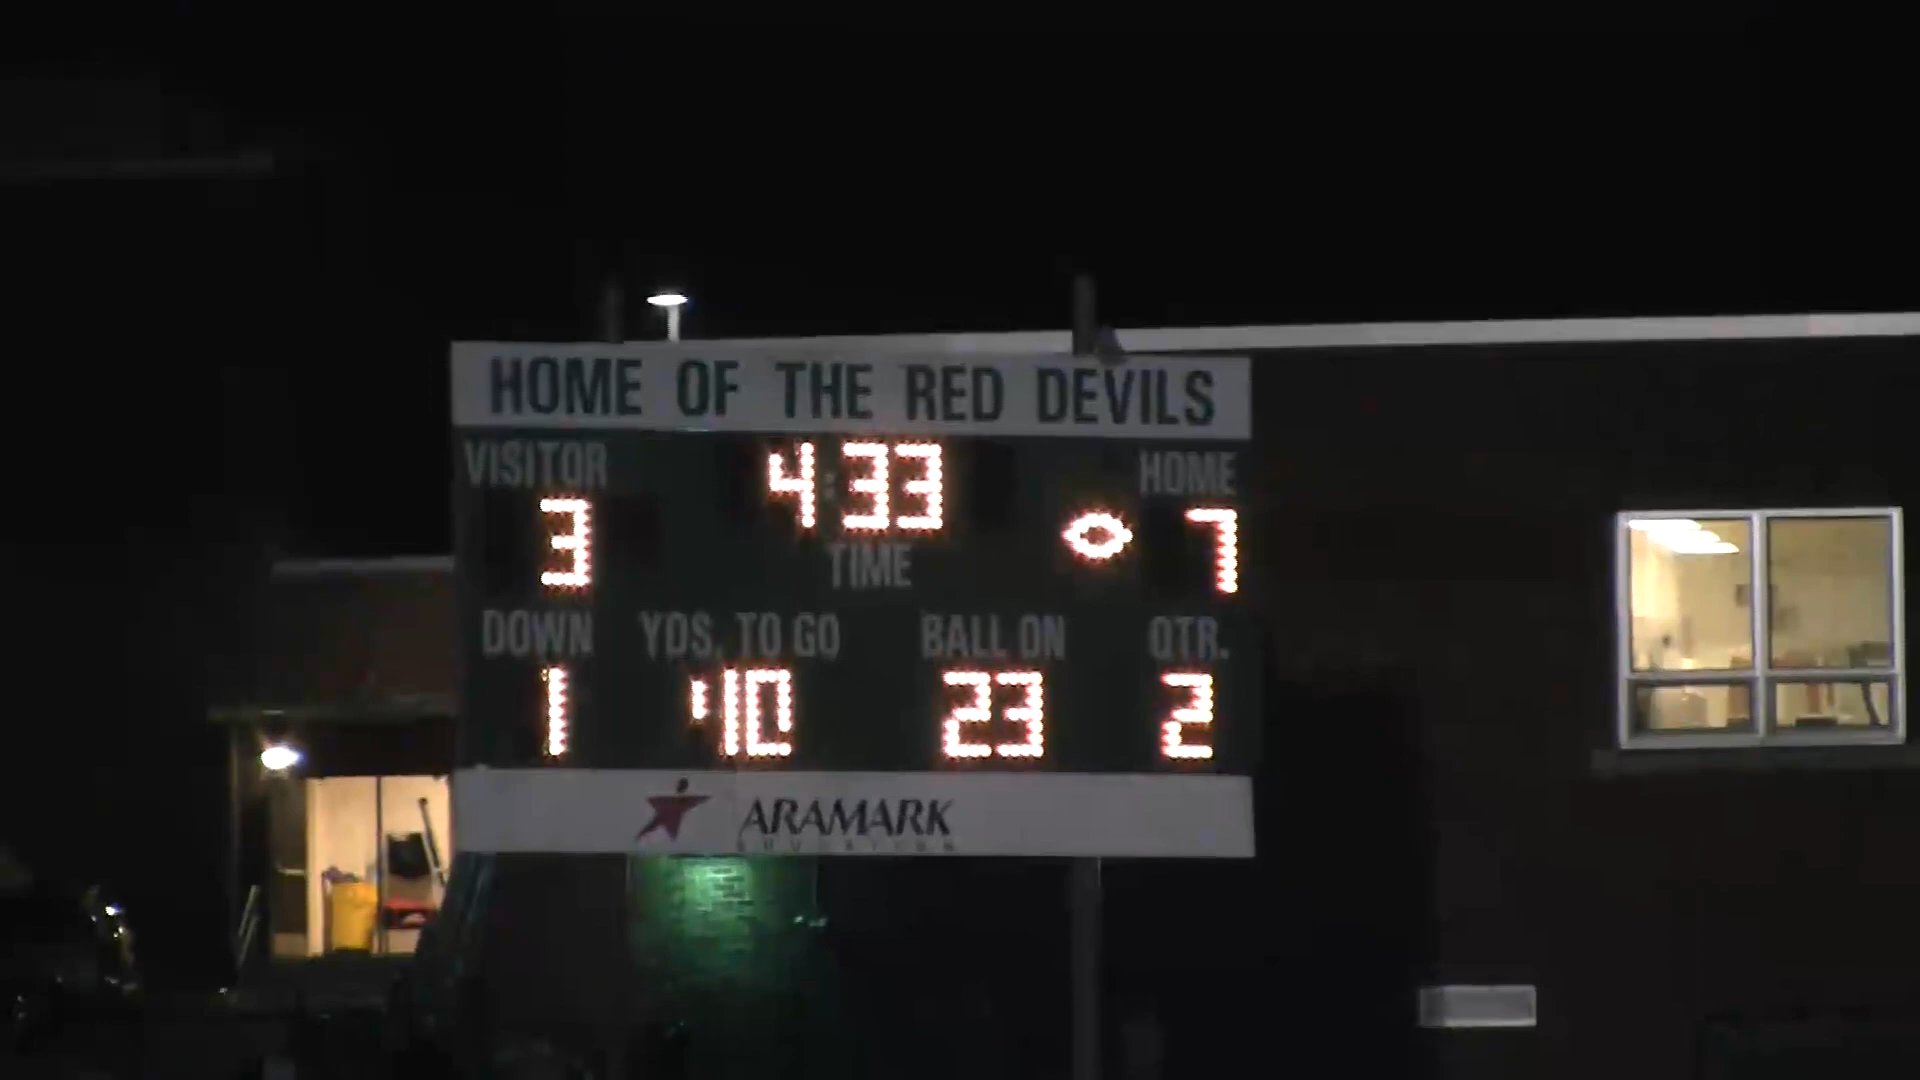 HOME OF THE RED DEVILS
VISITOR 4:33 HOME
3 TIME 7
DOWN YDS. TO GO BALL ON QTR.
1 10 23 2
ARAMARK
EDUCATION